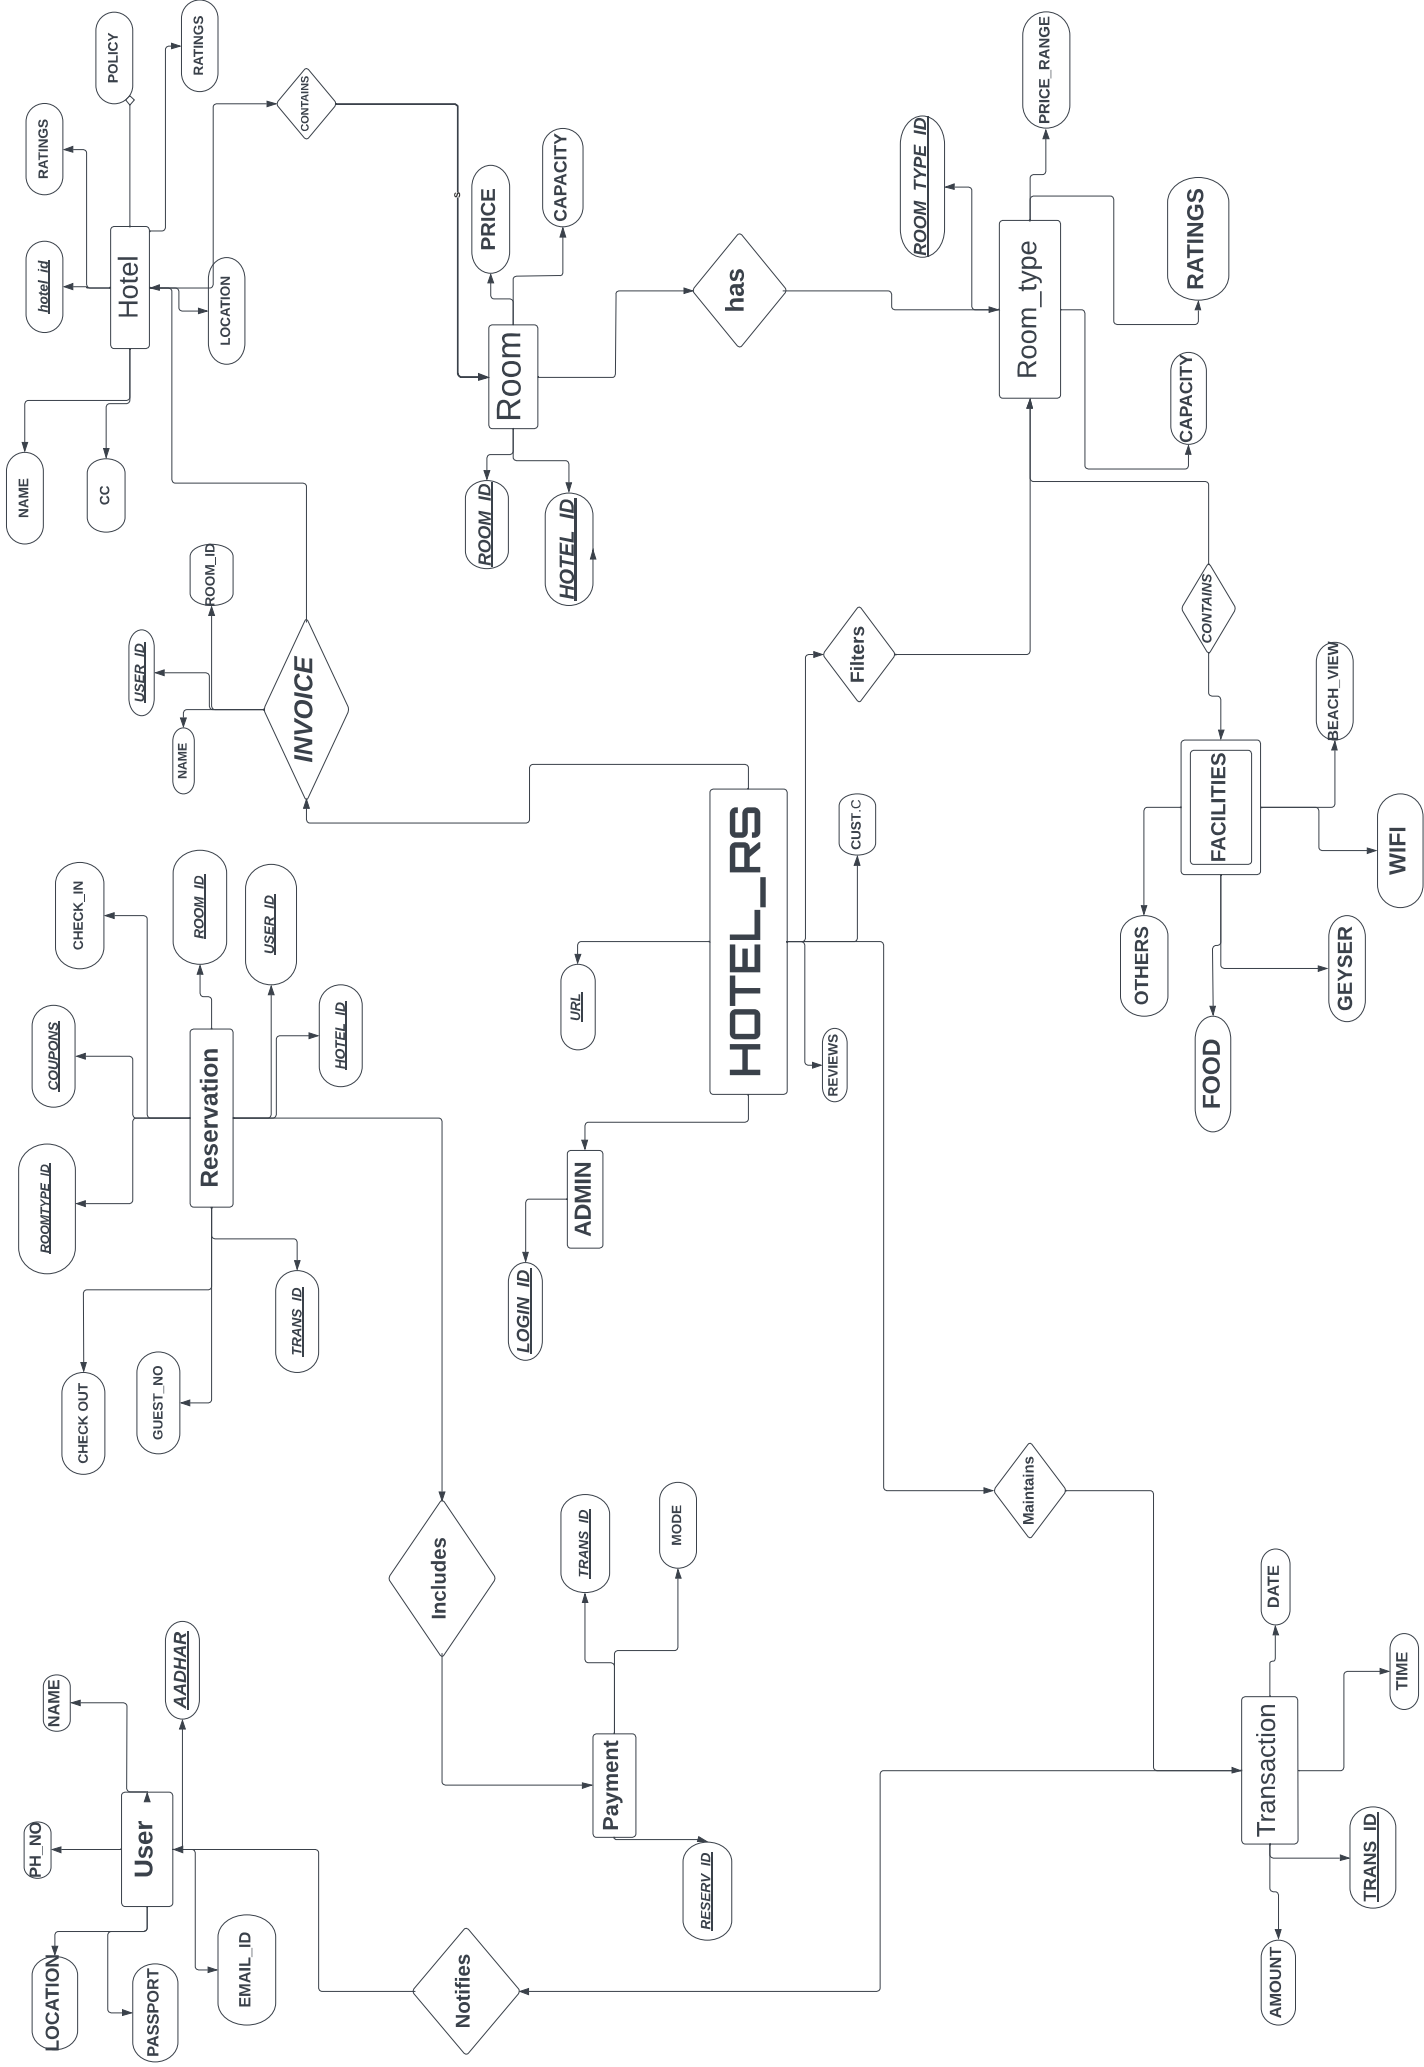 LOCATION
PH_NO
NAME
PASSPORT
User
AADHAR
EMAIL_ID
Notifies
CHECK OUT
ROOMTYPE_ID
COUPONS
CHECK_IN
GUEST_NO
Reservation
ROOM_ID
USER_ID
TRANS_ID
HOTEL_ID
Includes
NAME
hotel_id
RATINGS
POLICY
CC
Hotel
RATINGS
LOCATION
NAME
USER_ID
ROOM_ID
INVOICE
CONTAINS
S
ROOM_ID
Room
PRICE
HOTEL_ID
CAPACITY
LOGIN_ID
ADMIN
URL
TRANS_ID
MODE
Payment
RESERV_ID
HOTEL_RS
has
REVIEWS
CUST.C
Filters
Maintains
ROOM_TYPE_ID
Room_type
PRICE_RANGE
RATINGS
CAPACITY
CONTAINS
OTHERS
FACILITIES
FOOD
GEYSER
BEACH_VIEW
WIFI
AMOUNT
Transaction
DATE
TRANS_ID
TIME